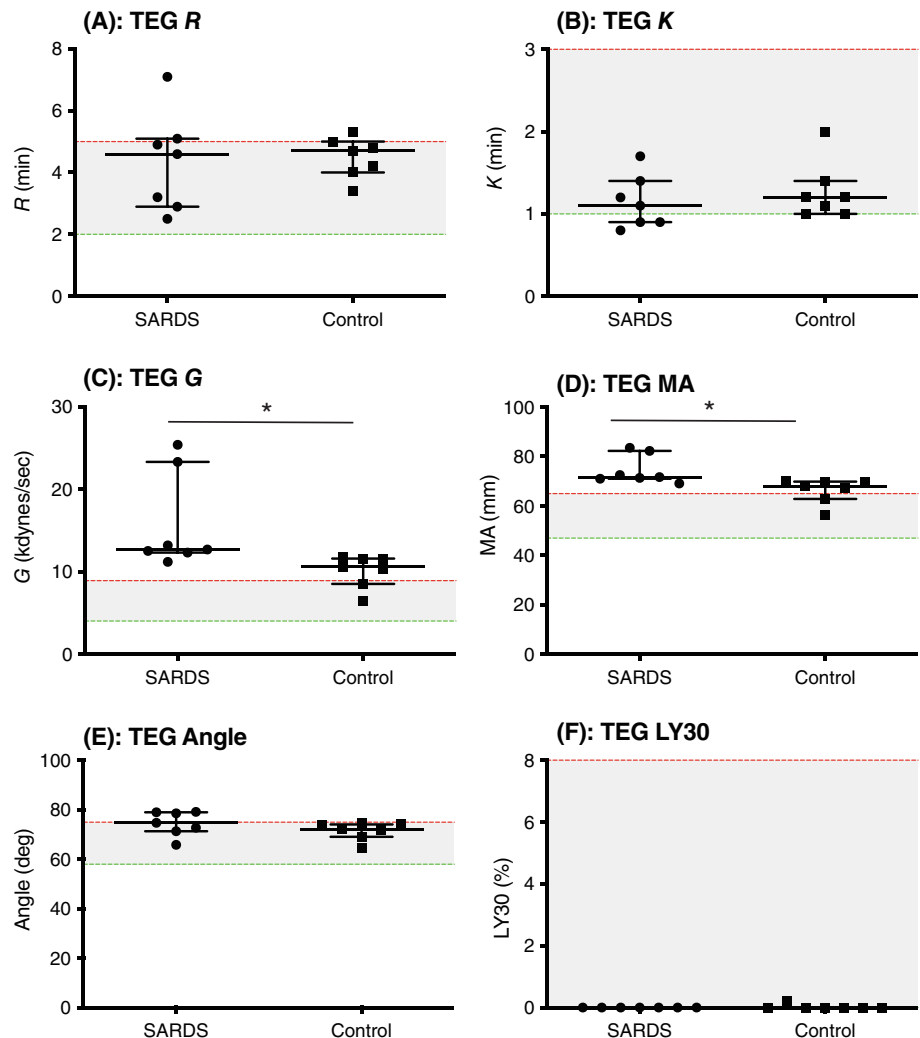 (A): TEG R
8
6
4
2
0
R (min)
SARDS Control
(B): TEG K
3
2
1
0
K (min)
SARDS Control
(C): TEG G
30
20
10
0
G (kdynes/sec)
*
SARDS Control
(D): TEG MA
100
80
60
40
20
0
MA (mm)
*
SARDS Control
(E): TEG Angle
100
80
60
40
20
0
Angle (deg)
SARDS Control
(F): TEG LY30
8
6
4
2
0
LY30 (%)
SARDS Control